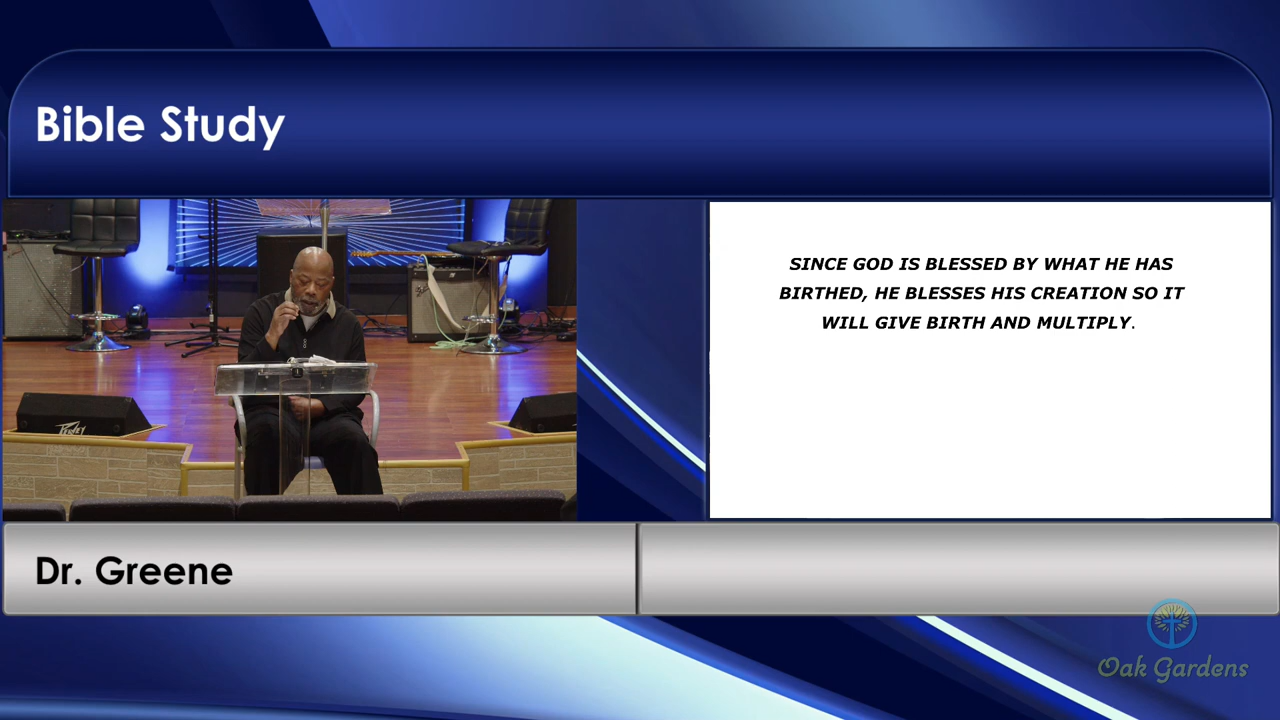 Bible Study
SINCE GOD IS BLESSED BY WHAT HE HAS
BIRTHED, HE BLESSES HIS CREATION SO IT
WILL GIVE BIRTH AND MULTIPLY.
PEAVEY
Dr. Greene
Oak Gardens